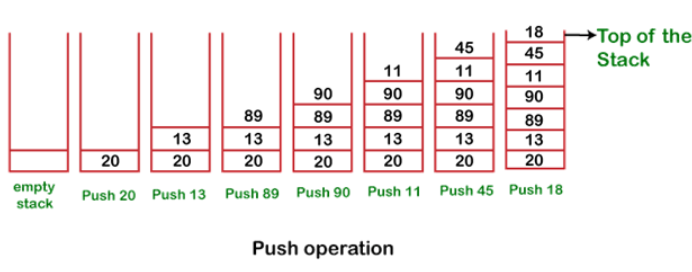 18
Top of the
Stack
45
45
11
11
11
90
90
90
90
89
89
89
89
89
13
13
13
13
13
13
20
20
20
20
20
20
20
empty
stack
Push 20
Push 13
Push 89
Push 90
Push 11
Push 45
Push 18
Push operation